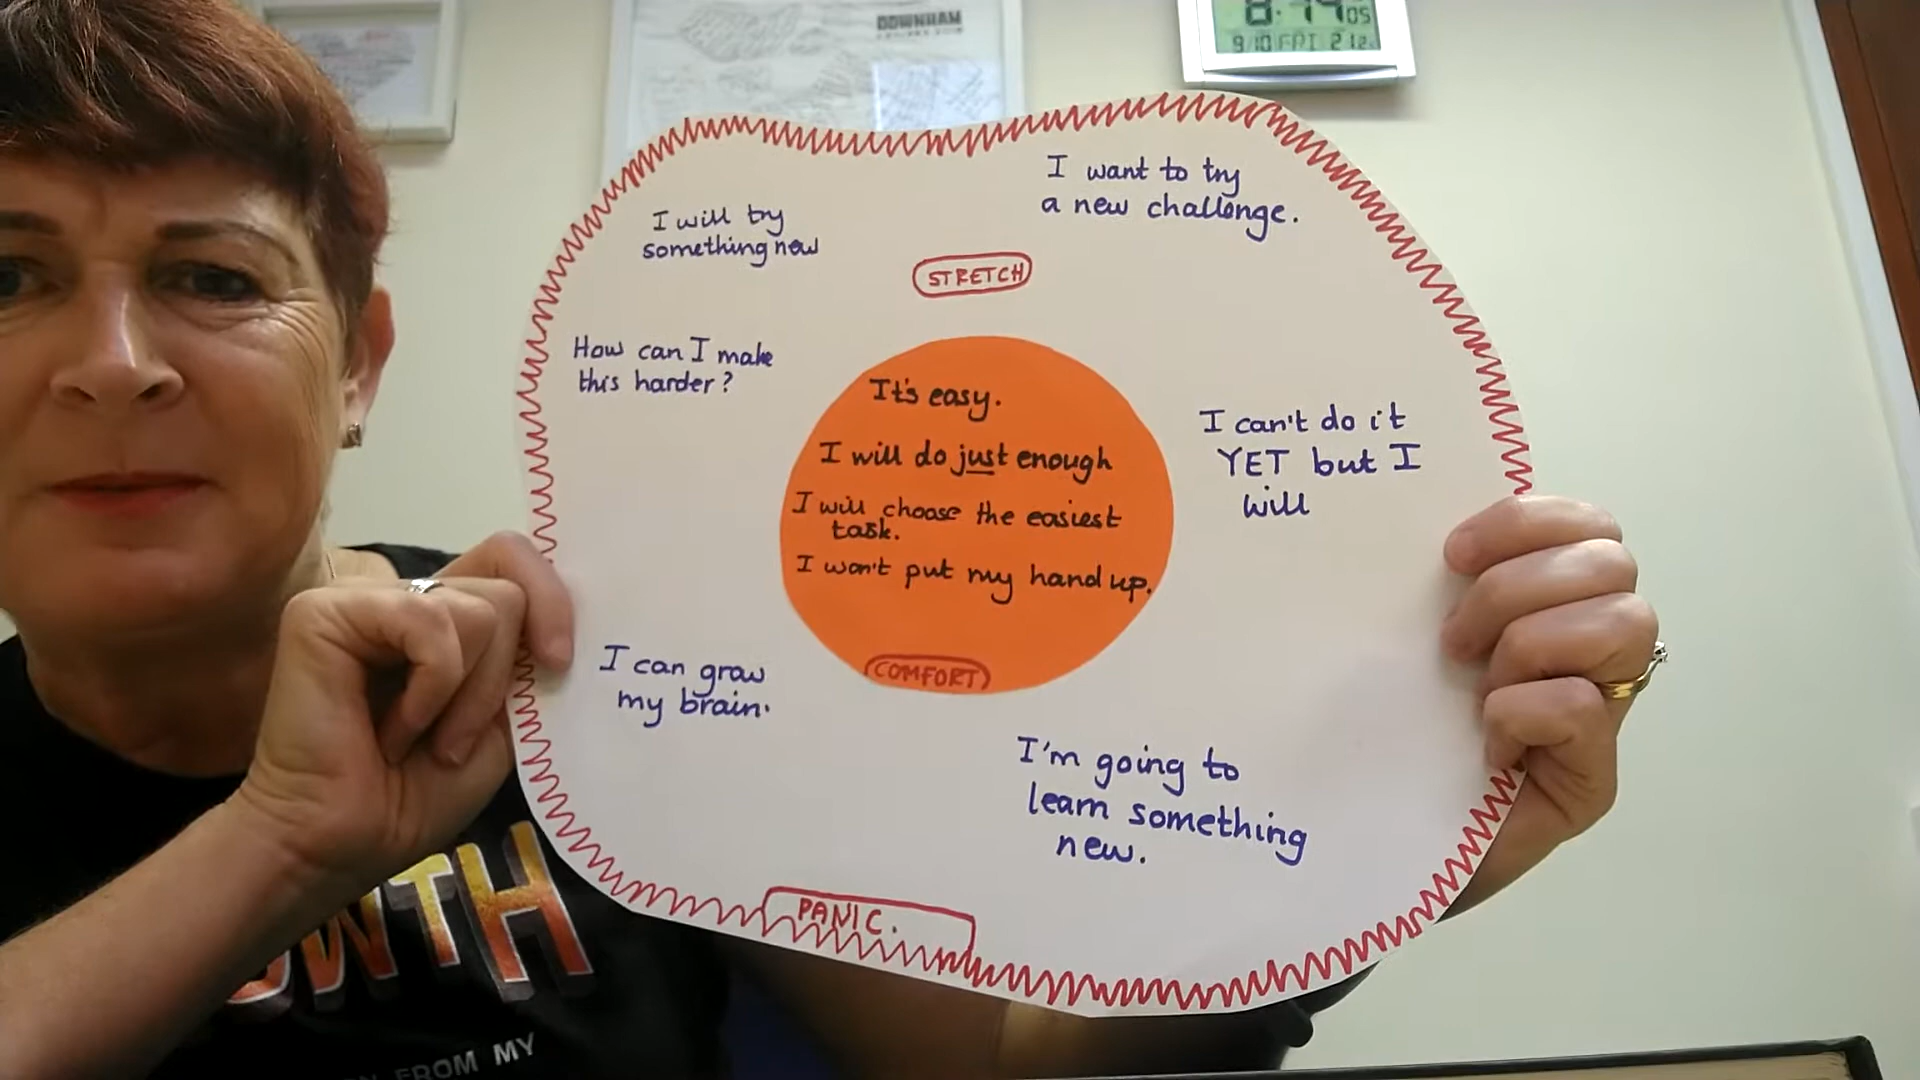 DOWNHAM
9/10 FRI 21.2
I want to try
a new challenge.
I will try
something new
STRETCH
How can I make
this harder?
It's easy.
I will do just enough
I will choose the easiest
task.
I won't put my hand up.
COMFORT
I can't do it
YET but I
will
I can grow
my brain.
I'm going to
learn something
new.
PANIC.
OWTH
FROM MY